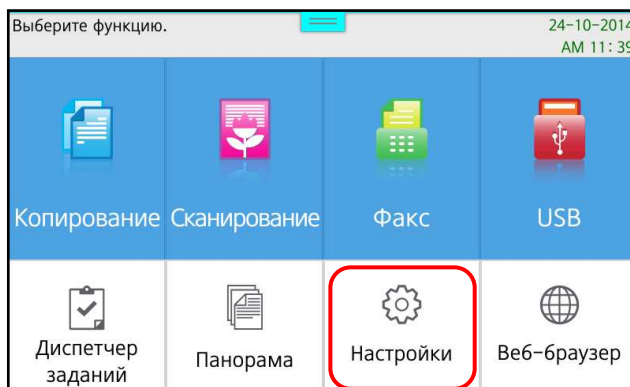 Выберите функцию.
24-10-2014
AM 11:39
Копирование
Сканирование
Факс
USB
Диспетчер
заданий
Панорама
Настройки
Веб-браузер